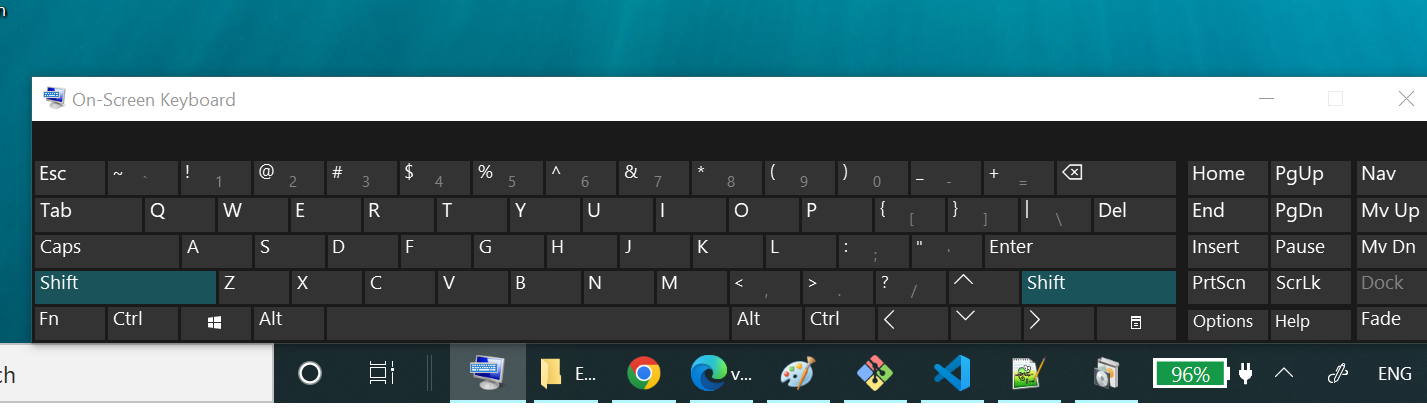 n
On-Screen Keyboard
Esc ~ ` ! 1 @ 2 # 3 $ 4 % 5 ^ 6 & 7 * 8 ( 9 ) 0 _ - + = Home PgUp Nav
Tab Q W E R T Y U I O P { [ } ] | \ Del End PgDn Mv Up
Caps A S D F G H J K L : ; " ' Enter Insert Pause Mv Dn
Shift Z X C V B N M < , > . ? / Shift PrtScn ScrLk Dock
Fn Ctrl Alt Alt Ctrl Options Help Fade
ch E... v... 96% ENG